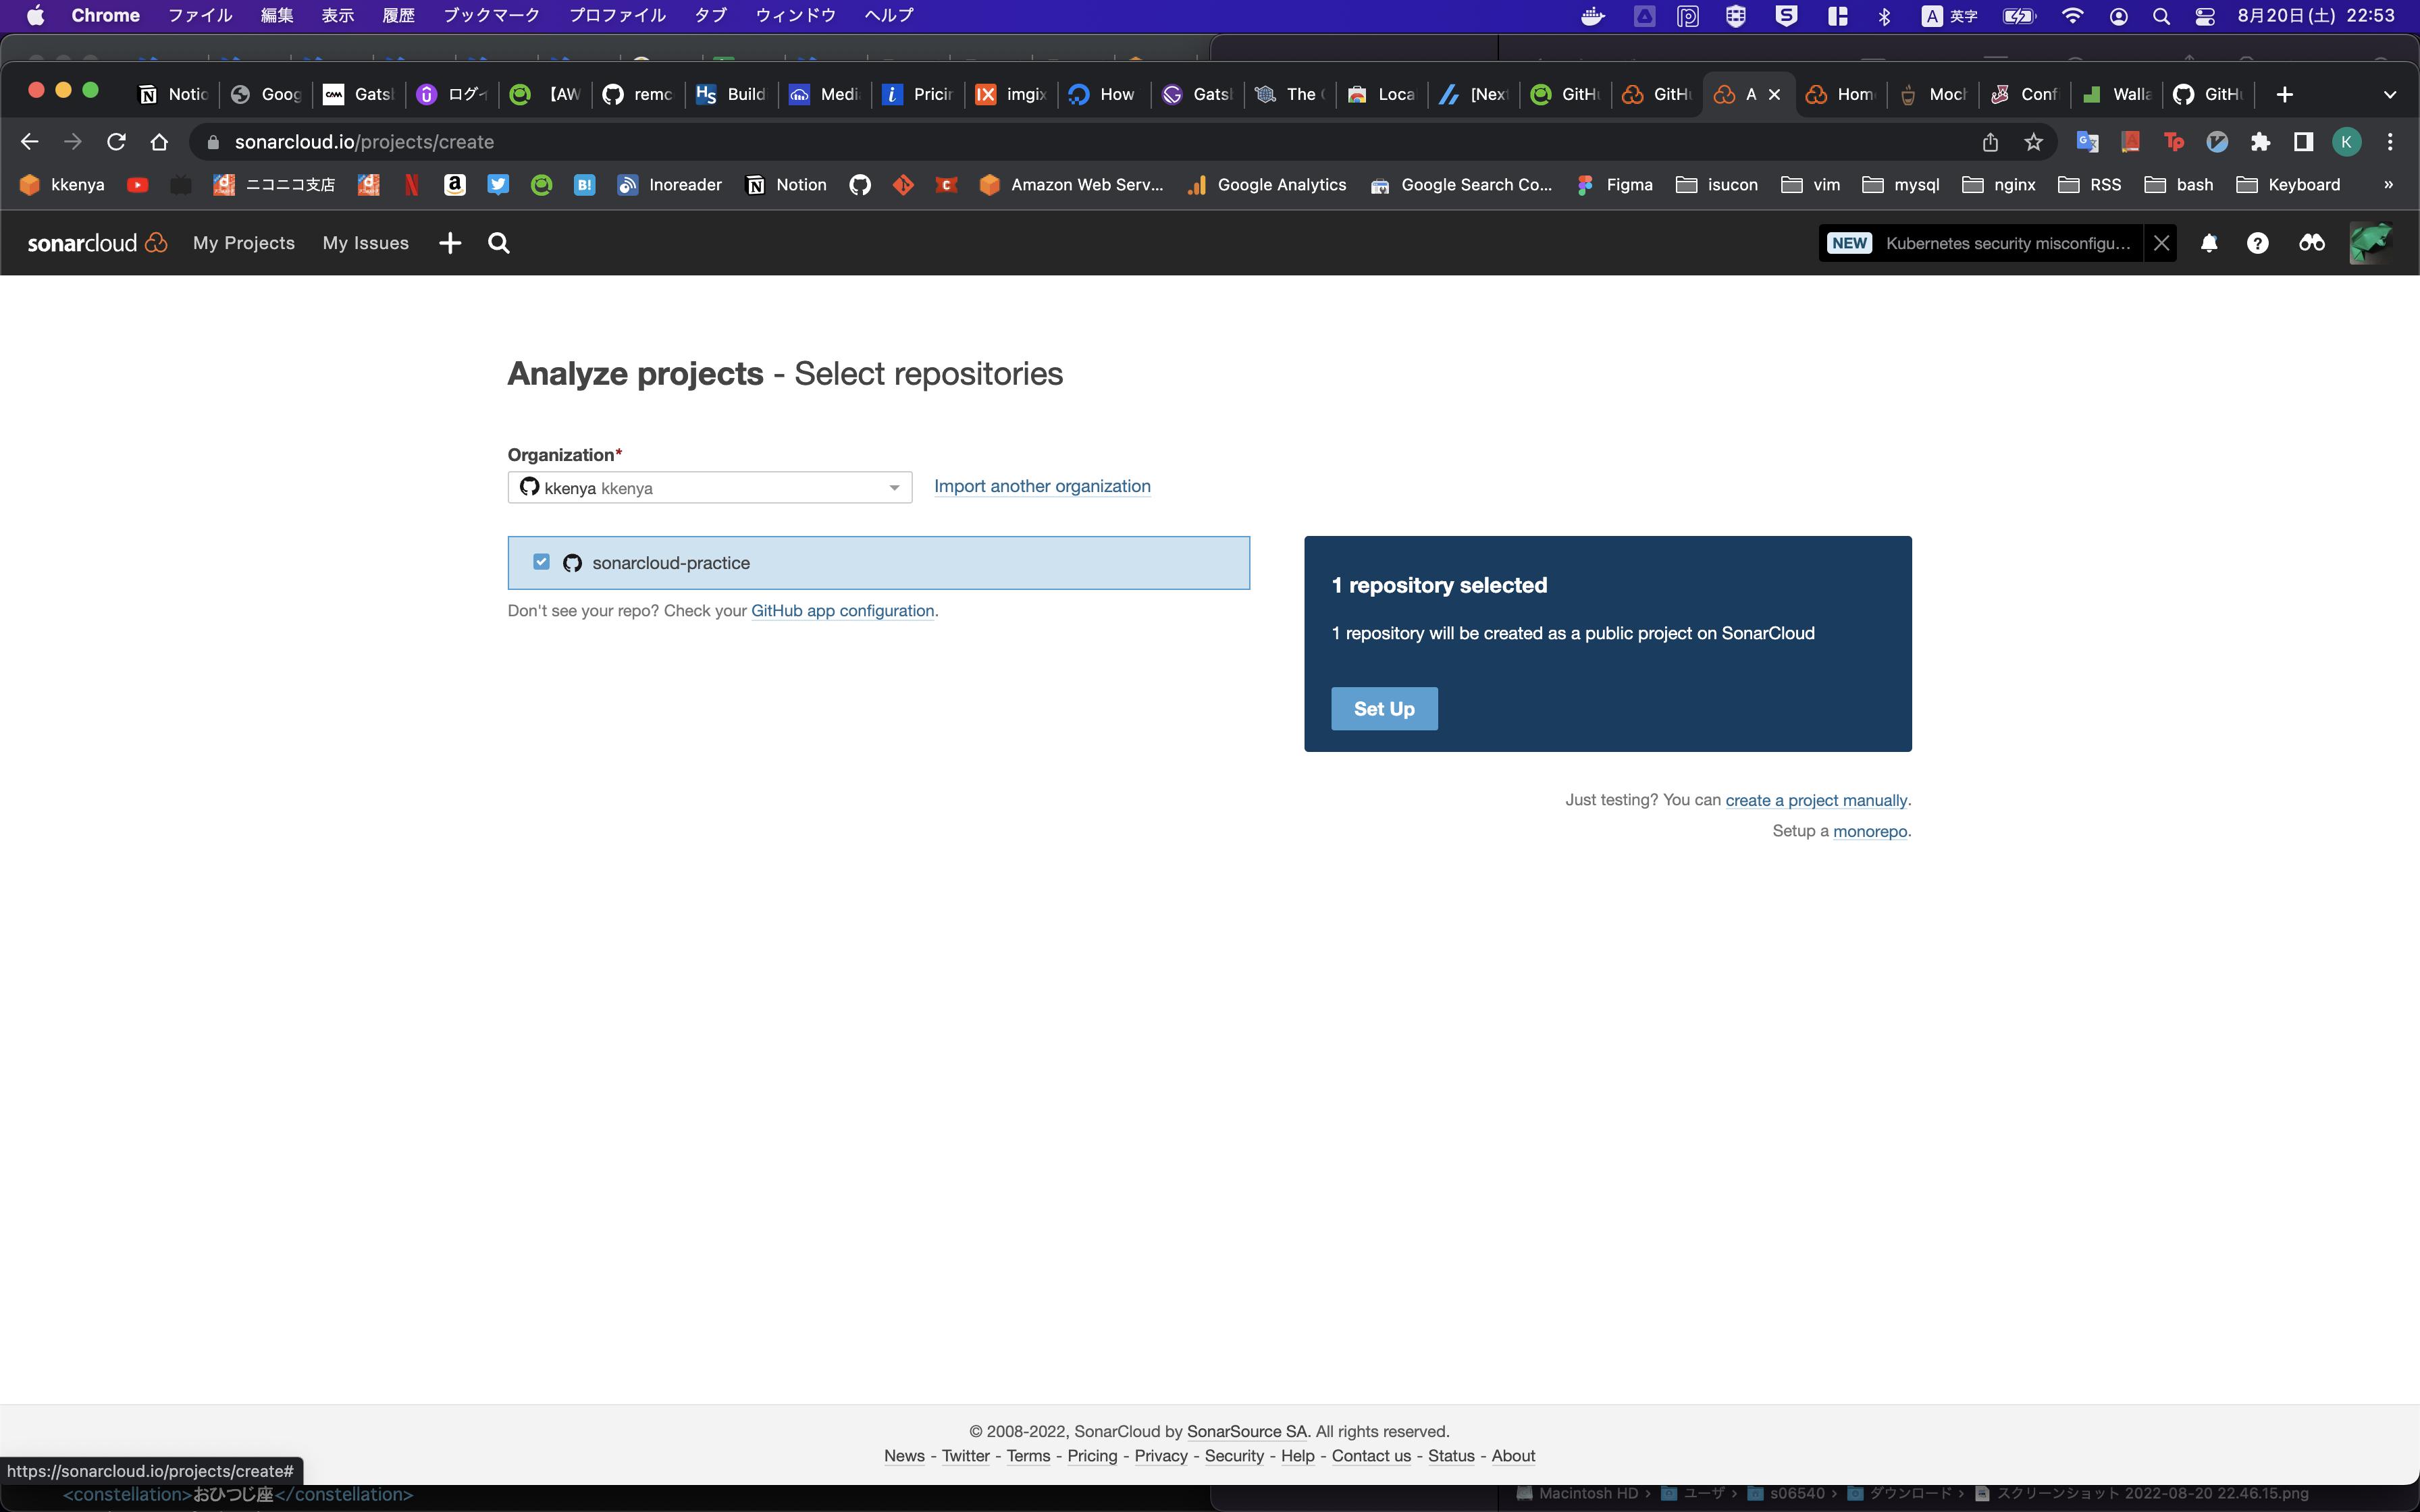 Chrome ファイル 編集 表示 履歴 ブックマーク プロファイル タブ ウィンドウ ヘルプ A 英字 8月20日(土) 22:53
Notio Goog Gatsb ログイ 【AW remc Build Medi Pricin imgix How Gatsb The Loca [Nex GitHu GitHu A Hom Moch Conf Walla GitHu
sonarcloud.io/projects/create
kkenya ニコニコ支店 Inoreader Notion Amazon Web Serv... Google Analytics Google Search Co... Figma isucon vim mysql nginx RSS bash Keyboard »
sonarcloud My Projects My Issues NEW Kubernetes security misconfigu...
Analyze projects - Select repositories
Organization*
kkenya kkenya Import another organization
sonarcloud-practice
Don't see your repo? Check your GitHub app configuration.
1 repository selected
1 repository will be created as a public project on SonarCloud
Set Up
Just testing? You can create a project manually.
Setup a monorepo.
© 2008-2022, SonarCloud by SonarSource SA. All rights reserved.
News - Twitter - Terms - Pricing - Privacy - Security - Help - Contact us - Status - About
https://sonarcloud.io/projects/create#
<constellation>おひつじ座</constellation>
Macintosh HD › ユーザ › s06540 › ダウンロード › スクリーンショット 2022-08-20 22.46.15.png